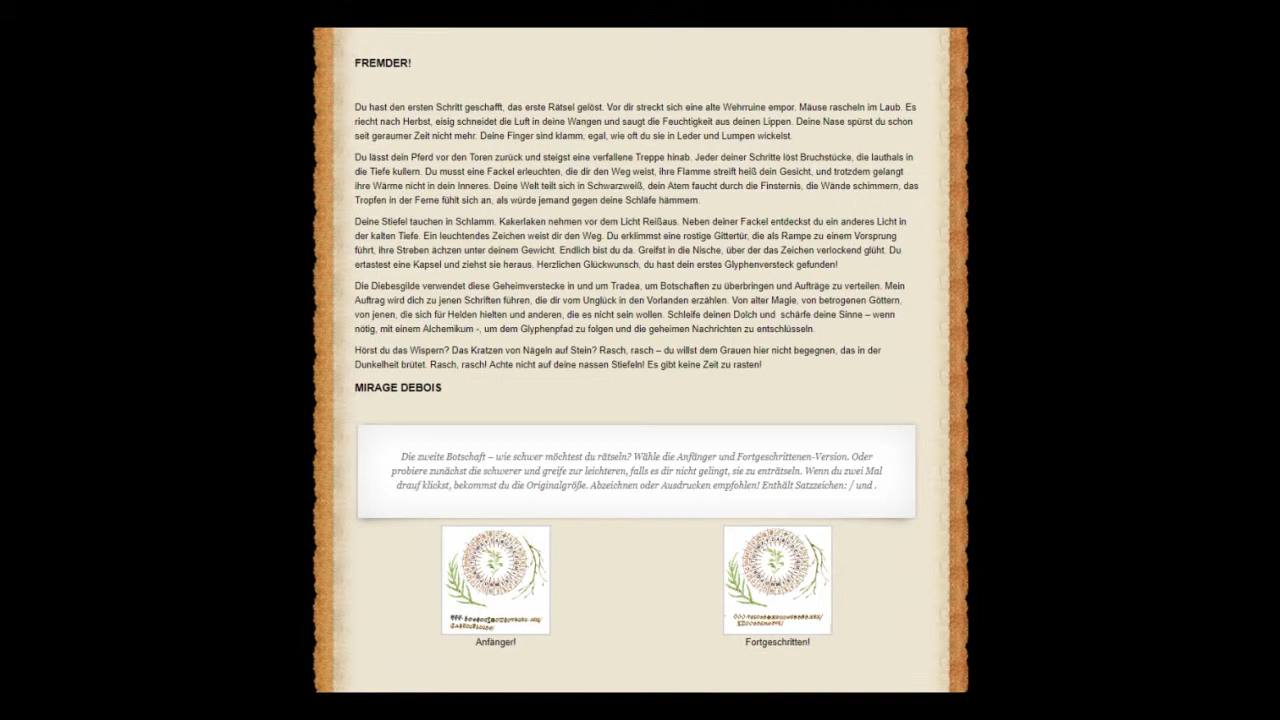 FREMDER!
Du hast den ersten Schritt geschafft, das erste Rätsel gelöst. Vor dir streckt sich eine alte Wehrruine empor. Mäuse rascheln im Laub. Es
riecht nach Herbst, eisig schneidet die Luft in deine Wangen und saugt die Feuchtigkeit aus deinen Lippen. Deine Nase spürst du schon
seit geraumer Zeit nicht mehr. Deine Finger sind klamm, egal, wie oft du sie in Leder und Lumpen wickelst.
Du lässt dein Pferd vor den Toren zurück und steigst eine verfallene Treppe hinab. Jeder deiner Schritte löst Bruchstücke, die lauthals in
die Tiefe kullern. Du musst eine Fackel erleuchten, die dir den Weg weist, ihre Flamme streift heiß dein Gesicht, und trotzdem gelangt
ihre Wärme nicht in dein Inneres. Deine Welt teilt sich in Schwarzweiß, dein Atem faucht durch die Finsternis, die Wände schimmern, das
Tropfen in der Ferne fühlt sich an, als würde jemand gegen deine Schläfe hämmern.
Deine Stiefel tauchen in Schlamm. Kakerlaken nehmen vor dem Licht Reißaus. Neben deiner Fackel entdeckst du ein anderes Licht in
der kalten Tiefe. Ein leuchtendes Zeichen weist dir den Weg. Du erklimmst eine rostige Gittertür, die als Rampe zu einem Vorsprung
führt, ihre Streben ächzen unter deinem Gewicht. Endlich bist du da. Greifst in die Nische, über der das Zeichen verlockend glüht. Du
ertastest eine Kapsel und ziehst sie heraus. Herzlichen Glückwunsch, du hast dein erstes Glyphenversteck gefunden!
Die Diebesgilde verwendet diese Geheimverstecke in und um Tradea, um Botschaften zu überbringen und Aufträge zu verteilen. Mein
Auftrag wird dich zu jenen Schriften führen, die dir vom Unglück in den Vorlanden erzählen. Von alter Magie, von betrogenen Göttern,
von jenen, die sich für Helden hielten und anderen, die es nicht sein wollen. Schleife deinen Dolch und schärfe deine Sinne – wenn
nötig, mit einem Alchemikum -, um dem Glyphenpfad zu folgen und die geheimen Nachrichten zu entschlüsseln.
Hörst du das Wispern? Das Kratzen von Nägeln auf Stein? Rasch, rasch – du willst dem Grauen hier nicht begegnen, das in der
Dunkelheit brütet. Rasch, rasch! Achte nicht auf deine nassen Stiefeln! Es gibt keine Zeit zu rasten!
MIRAGE DEBOIS
Die zweite Botschaft – wie schwer möchtest du rätseln? Wähle die Anfänger und Fortgeschrittenen-Version. Oder
probiere zunächst die schwerer und greife zur leichteren, falls es dir nicht gelingt, sie zu enträtseln. Wenn du zwei Mal
drauf klickst, bekommst du die Originalgröße. Abzeichnen oder Ausdrucken empfohlen! Enthält Satzzeichen: / und .
Anfänger!
Fortgeschritten!